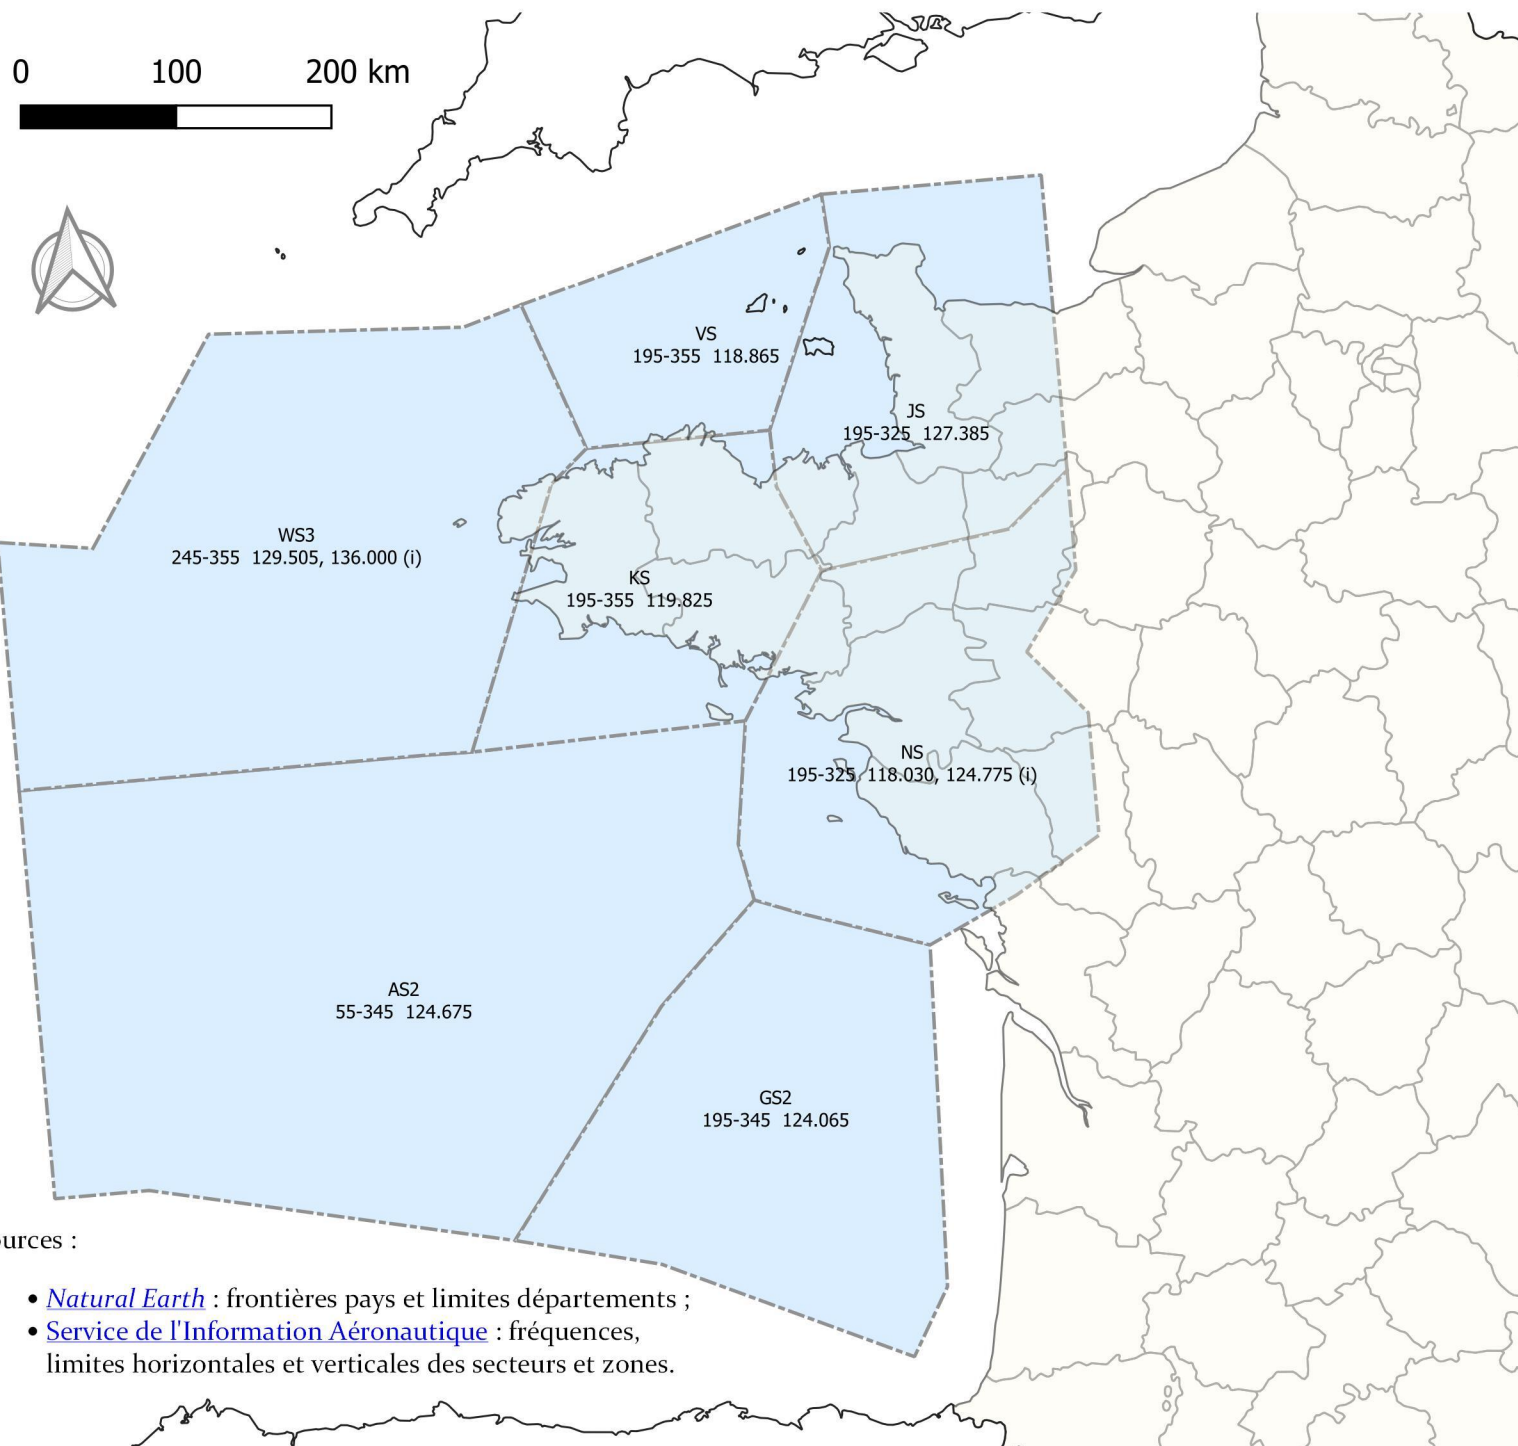 0 100 200 km
VS
195-355 118.865
JS
195-325 127.385
WS3
245-355 129.505, 136.000 (i)
KS
195-355 119.825
NS
195-325 118.030, 124.775 (i)
AS2
55-345 124.675
GS2
195-345 124.065
urces :
• Natural Earth : frontières pays et limites départements ;
• Service de l'Information Aéronautique : fréquences,
limites horizontales et verticales des secteurs et zones.